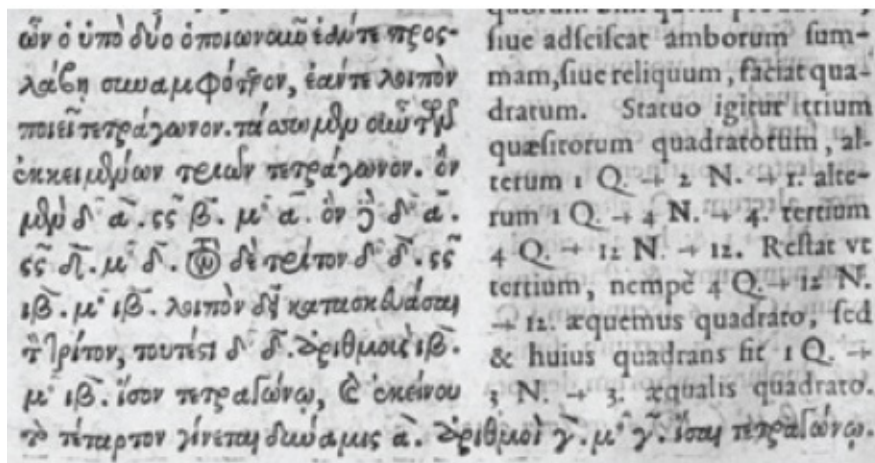 ὧν ὁ ὑπὸ δύο ὁποιωνοῦν ἐάν τε προσ-
λάβῃ συναμφότερον, ἐάν τε λοιπὸν
ποιεῖ τετράγωνον. τάσσω μὲν οὖν τῶν
ἐκκειμένων τριῶν τετράγωνον. ὃν
μὲν δ͂υ ᾱ. ςς͂ β̄. μ͂ο ᾱ. ὃν δ͂υ ᾱ.
ςς͂ δ̄. μ͂ο δ̄. δὲ τρίτον δ͂υ δ̄. ςς͂
ιβ̄. μ͂ο ιβ̄. λοιπὸν δεῖ κατασκευάσαι
τ τρίτον, τουτέστι δ͂υ δ̄. ἀριθμοὺς ιβ̄.
μ͂ο ιβ̄. ἴσον τετραγώνῳ, καὶ ἐκείνου
τὸ τέταρτον γίνεται δύναμις ᾱ. ἀριθμοὶ γ̄. μ͂ο γ̄. ἴσαι τετραγώνῳ.
quorum
siue adsciscat amborum sum-
mam, siue reliquum, faciat qua-
dratum. Statuo igitur trium
quæsitorum quadratorum, al-
terum 1 Q. + 2 N. + 1. alte-
rum 1 Q. + 4 N. + 4. tertium
4 Q. + 12 N. + 12. Restat vt
tertium, nempè 4 Q. + 12 N.
+ 12. æquemus quadrato, sed
& huius quadrans fit 1 Q. +
3 N. + 3. æqualis quadrato.